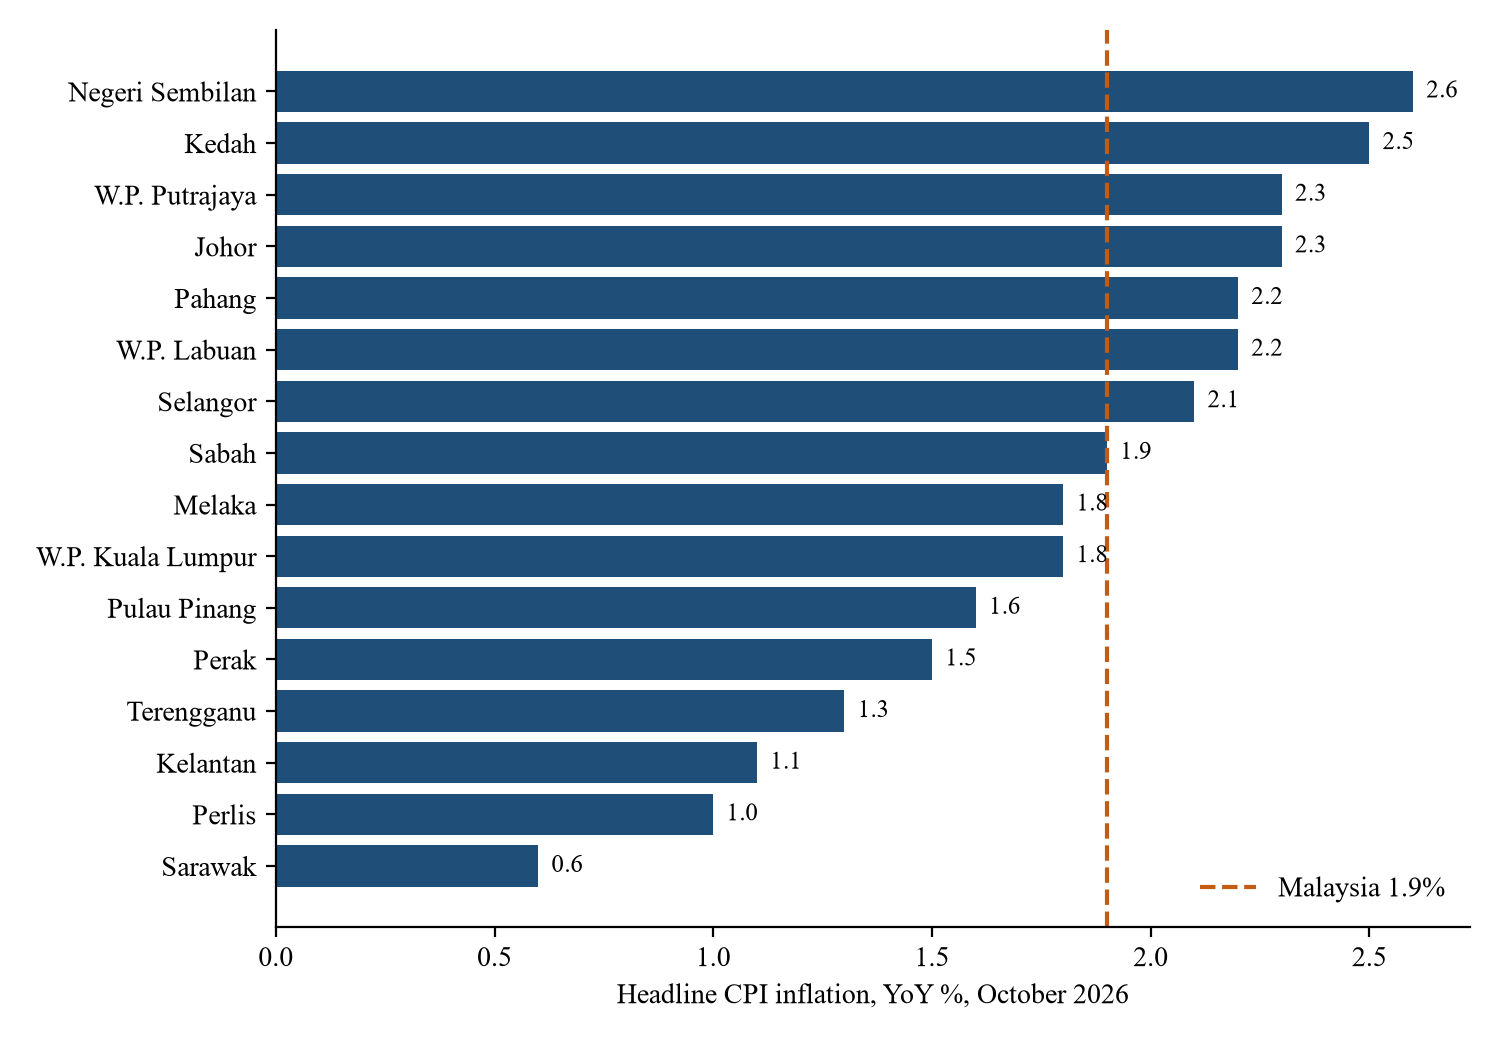 Negeri Sembilan 2.6
Kedah 2.5
W.P. Putrajaya 2.3
Johor 2.3
Pahang 2.2
W.P. Labuan 2.2
Selangor 2.1
Sabah 1.9
Melaka 1.8
W.P. Kuala Lumpur 1.8
Pulau Pinang 1.6
Perak 1.5
Terengganu 1.3
Kelantan 1.1
Perlis 1.0
Sarawak 0.6
Malaysia 1.9%
0.0 0.5 1.0 1.5 2.0 2.5
Headline CPI inflation, YoY %, October 2026